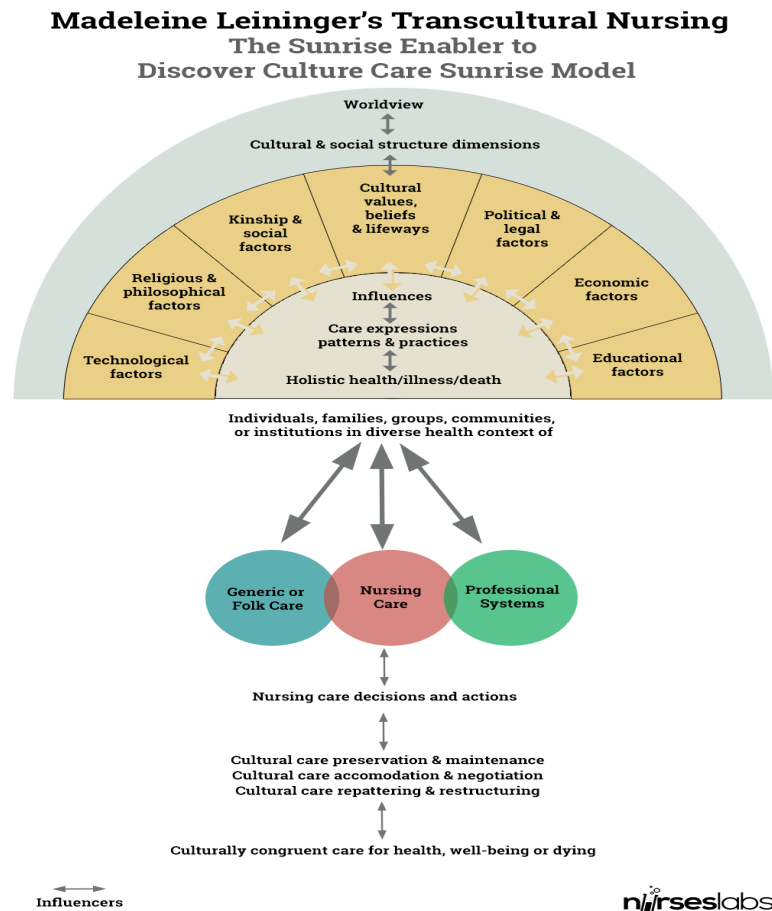 Madeleine Leininger's Transcultural Nursing
The Sunrise Enabler to
Discover Culture Care Sunrise Model
Worldview
Cultural & social structure dimensions
Cultural
values,
beliefs
& lifeways
Kinship &
social
factors
Political &
legal
factors
Religious &
philosophical
factors
Economic
factors
Technological
factors
Educational
factors
Influences
Care expressions
patterns & practices
Holistic health/illness/death
Individuals, families, groups, communities,
or institutions in diverse health context of
Generic or
Folk Care
Nursing
Care
Professional
Systems
Nursing care decisions and actions
Cultural care preservation & maintenance
Cultural care accomodation & negotiation
Cultural care repattering & restructuring
Culturally congruent care for health, well-being or dying
Influencers
nurseslabs